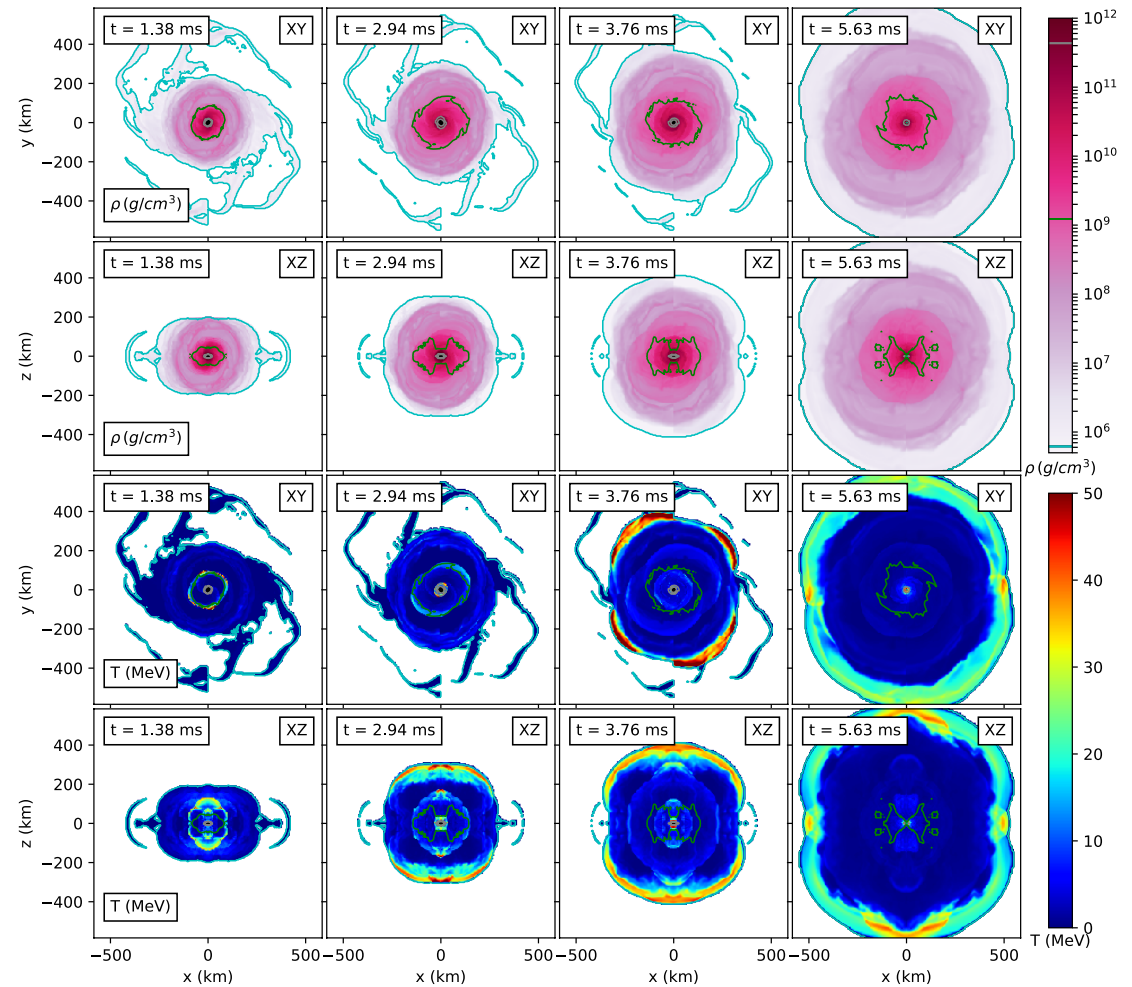 t = 1.38 ms XY t = 2.94 ms XY t = 3.76 ms XY t = 5.63 ms XY
400
200
0
−200
−400
y (km)
ρ (g/cm³)
t = 1.38 ms XZ t = 2.94 ms XZ t = 3.76 ms XZ t = 5.63 ms XZ
400
200
0
−200
−400
z (km)
ρ (g/cm³)
10¹²
10¹¹
10¹⁰
10⁹
10⁸
10⁷
10⁶
ρ (g/cm³)
t = 1.38 ms XY t = 2.94 ms XY t = 3.76 ms XY t = 5.63 ms XY
400
200
0
−200
−400
y (km)
T (MeV)
t = 1.38 ms XZ t = 2.94 ms XZ t = 3.76 ms XZ t = 5.63 ms XZ
400
200
0
−200
−400
z (km)
T (MeV)
50
40
30
20
10
0
T (MeV)
−500 0 500 −500 0 500 −500 0 500 −500 0 500
x (km) x (km) x (km) x (km)